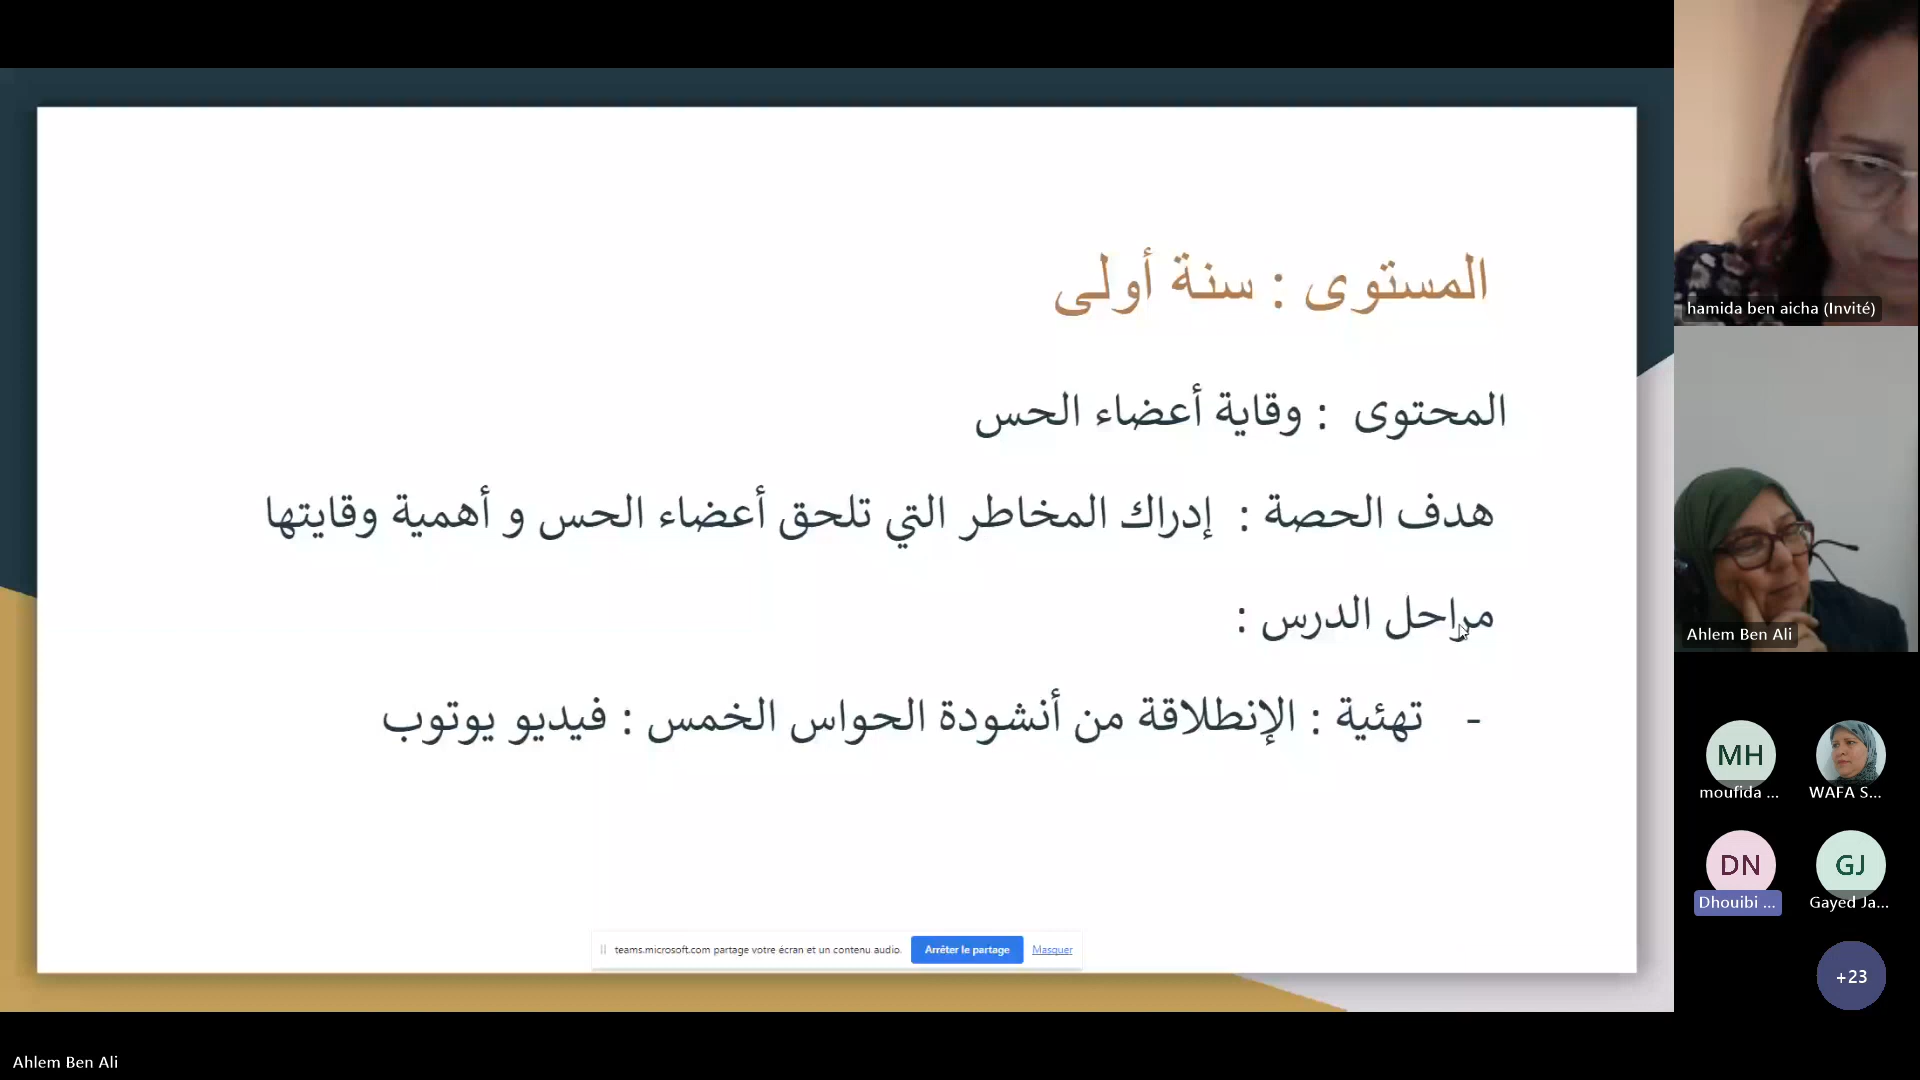 المستوى : سنة أولى
المحتوى : وقاية أعضاء الحس
هدف الحصة : إدراك المخاطر التي تلحق أعضاء الحس و أهمية وقايتها
مراحل الدرس :
- تهئية : الإنطلاقة من أنشودة الحواس الخمس : فيديو يوتوب
teams.microsoft.com partage votre écran et un contenu audio. Arrêter le partage Masquer
hamida ben aicha (Invité)
Ahlem Ben Ali
MH
moufida ...
WAFA S...
DN
Dhouibi ...
GJ
Gayed Ja...
+23
Ahlem Ben Ali